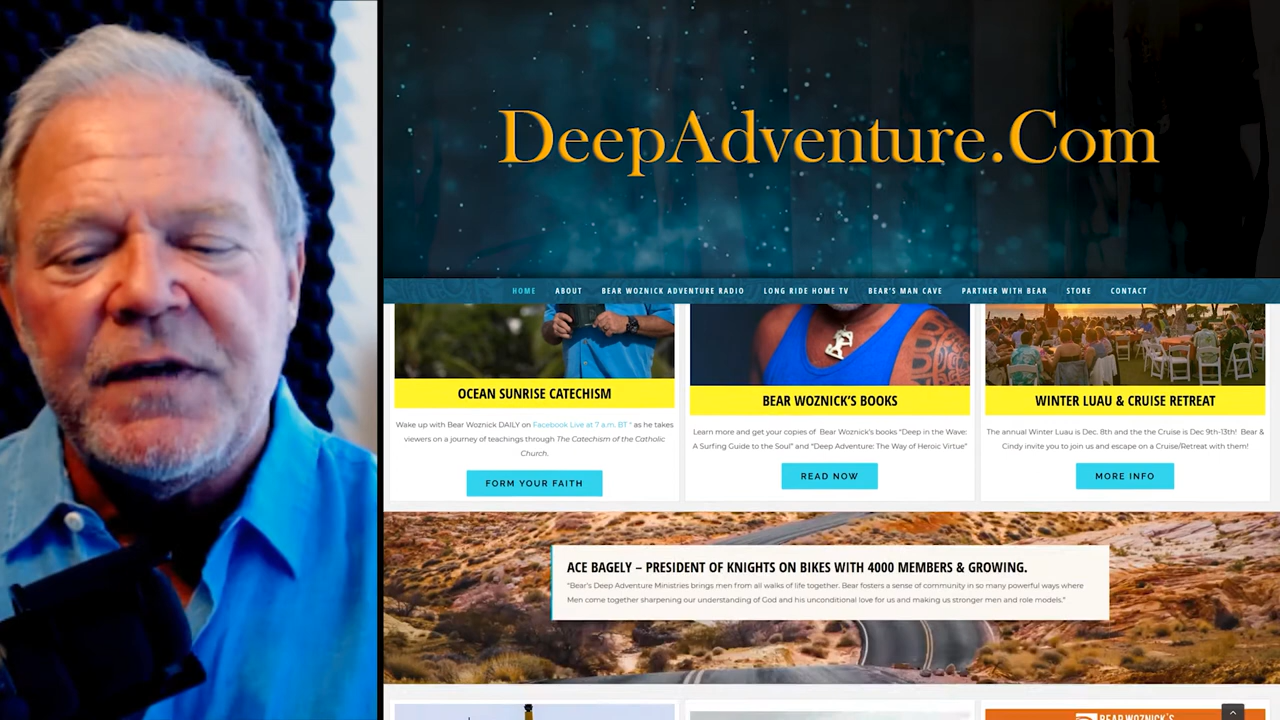 DeepAdventure.Com
HOME ABOUT BEAR WOZNICK ADVENTURE RADIO LONG RIDE HOME TV BEAR'S MAN CAVE PARTNER WITH BEAR STORE CONTACT
OCEAN SUNRISE CATECHISM
Wake up with Bear Woznick DAILY on Facebook Live at 7 a.m. BT " as he takes
viewers on a journey of teachings through The Catechism of the Catholic
Church.
FORM YOUR FAITH
BEAR WOZNICK'S BOOKS
Learn more and get your copies of Bear Woznick's books "Deep in the Wave:
A Surfing Guide to the Soul" and "Deep Adventure: The Way of Heroic Virtue"
READ NOW
WINTER LUAU & CRUISE RETREAT
The annual Winter Luau is Dec. 8th and the the Cruise is Dec 9th-13th! Bear &
Cindy invite you to join us and escape on a Cruise/Retreat with them!
MORE INFO
ACE BAGELY – PRESIDENT OF KNIGHTS ON BIKES WITH 4000 MEMBERS & GROWING.
"Bear's Deep Adventure Ministries brings men from all walks of life together. Bear fosters a sense of community in so many powerful ways where
Men come together sharpening our understanding of God and his unconditional love for us and making us stronger men and role models."
BEAR WOZNICK'S